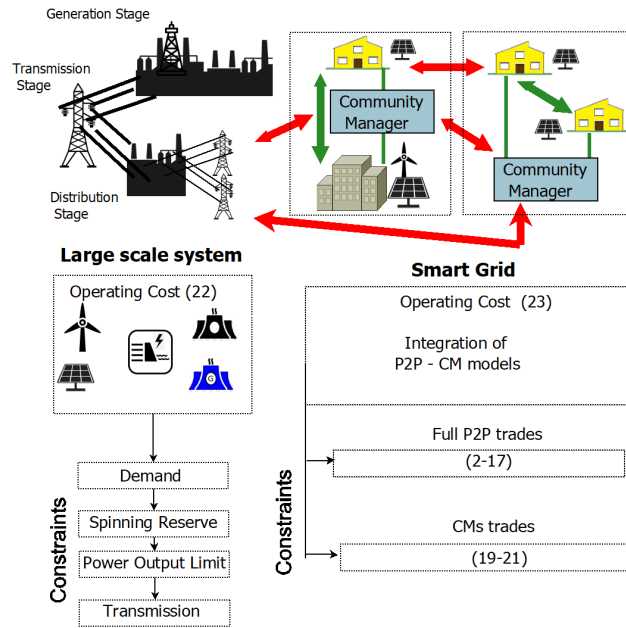 Generation Stage
Transmission
Stage
Distribution
Stage
Community
Manager
Community
Manager
Large scale system
Operating Cost (22)
G
Demand
Spinning Reserve
Power Output Limit
Transmission
Constraints
Smart Grid
Operating Cost (23)
Integration of
P2P - CM models
Full P2P trades
(2-17)
CMs trades
(19-21)
Constraints